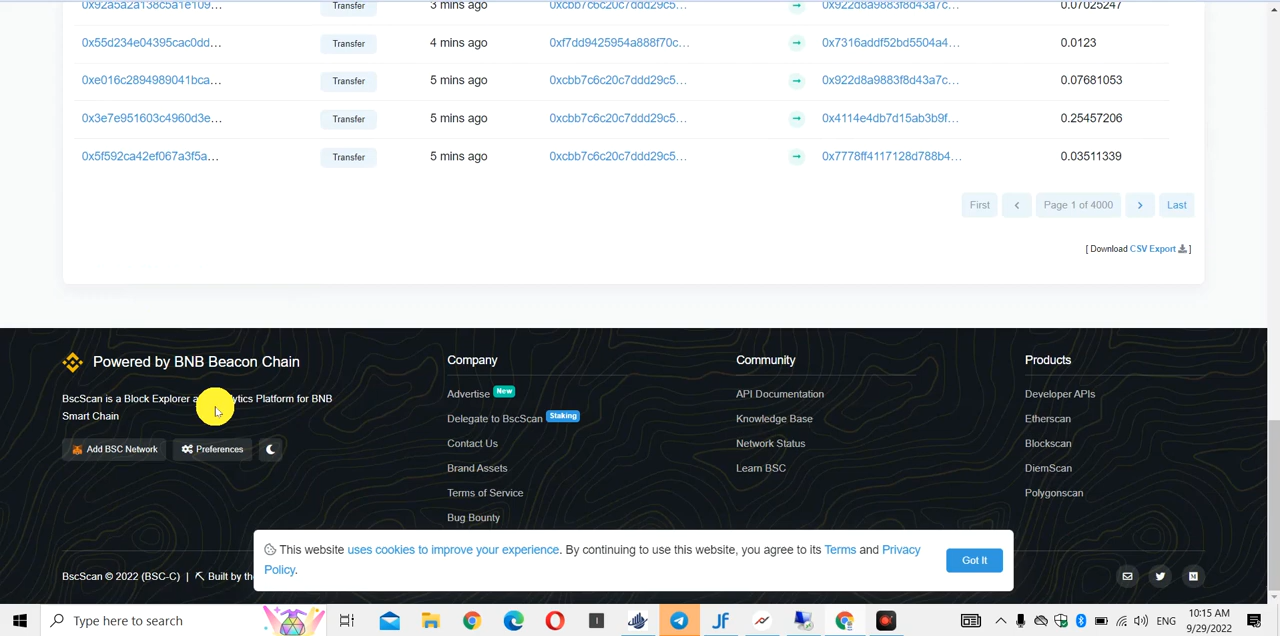 0x92a5a2a138c5a1e109... Transfer 3 mins ago 0xcbb7c6c20c7ddd29c5... 0x922d8a9883f8d43a7c... 0.07025247
0x55d234e04395cac0dd... Transfer 4 mins ago 0xf7dd9425954a888f70c... 0x7316addf52bd5504a4... 0.0123
0xe016c2894989041bca... Transfer 5 mins ago 0xcbb7c6c20c7ddd29c5... 0x922d8a9883f8d43a7c... 0.07681053
0x3e7e951603c4960d3e... Transfer 5 mins ago 0xcbb7c6c20c7ddd29c5... 0x4114e4db7d15ab3b9f... 0.25457206
0x5f592ca42ef067a3f5a... Transfer 5 mins ago 0xcbb7c6c20c7ddd29c5... 0x7778ff4117128d788b4... 0.03511339
First Page 1 of 4000 Last
[ Download CSV Export ]
Powered by BNB Beacon Chain
BscScan is a Block Explorer Platform for BNB
Smart Chain
Add BSC Network Preferences
Company
Advertise New
Delegate to BscScan Staking
Contact Us
Brand Assets
Terms of Service
Bug Bounty
Community
API Documentation
Knowledge Base
Network Status
Learn BSC
Products
Developer APIs
Etherscan
Blockscan
DiemScan
Polygonscan
This website uses cookies to improve your experience. By continuing to use this website, you agree to its Terms and Privacy
Policy.
Got It
BscScan © 2022 (BSC-C) | Built by
Type here to search
JF
ENG
10:15 AM
9/29/2022